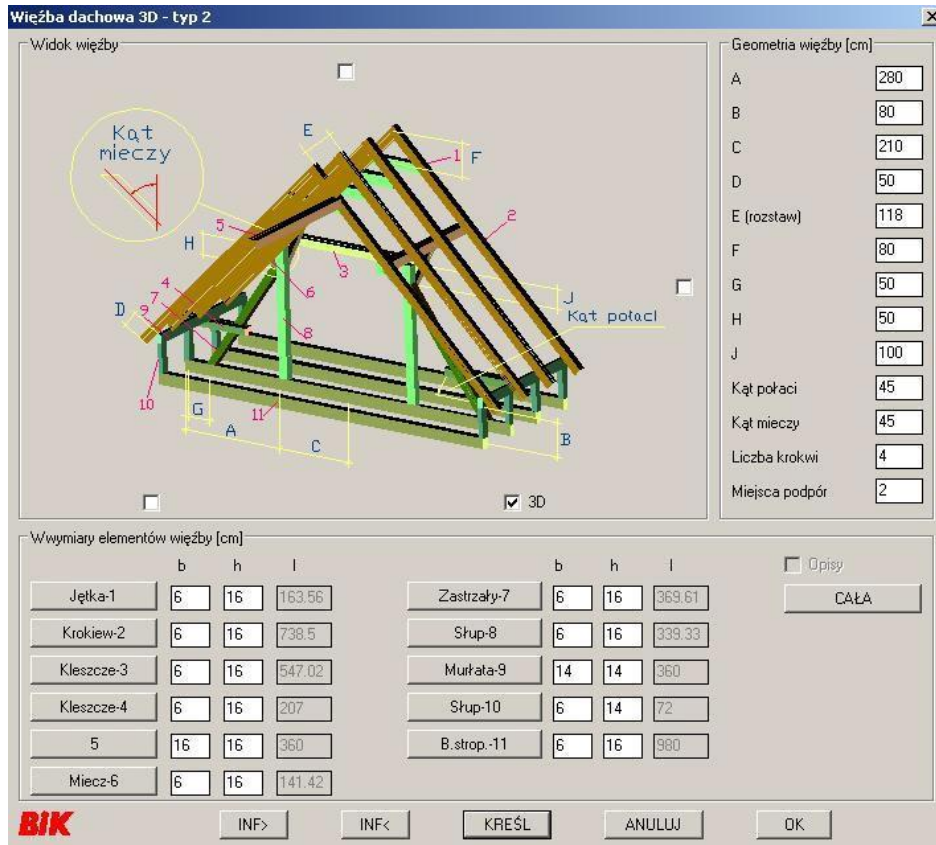 Więźba dachowa 3D - typ 2
Widok więźby
Kąt
mieczy
E
F
1
2
5
H
3
4
6
J
7
D
9
8
Kąt połaci
10
G
11
A
C
B
3D
Geometria więźby [cm]
A 280
B 80
C 210
D 50
E (rozstaw) 118
F 80
G 50
H 50
J 100
Kąt połaci 45
Kąt mieczy 45
Liczba krokwi 4
Miejsca podpór 2
Wwymiary elementów więźby [cm]
b h l
Jętka-1 6 16 163.56
Krokiew-2 6 16 738.5
Kleszcze-3 6 16 547.02
Kleszcze-4 6 16 207
5 16 16 360
Miecz-6 6 16 141.42
b h l
Zastrzały-7 6 16 369.61
Słup-8 6 16 339.33
Murłata-9 14 14 360
Słup-10 6 14 72
B.strop.-11 6 16 980
Opisy
CAŁA
BiK
INF>
INF<
KREŚL
ANULUJ
OK